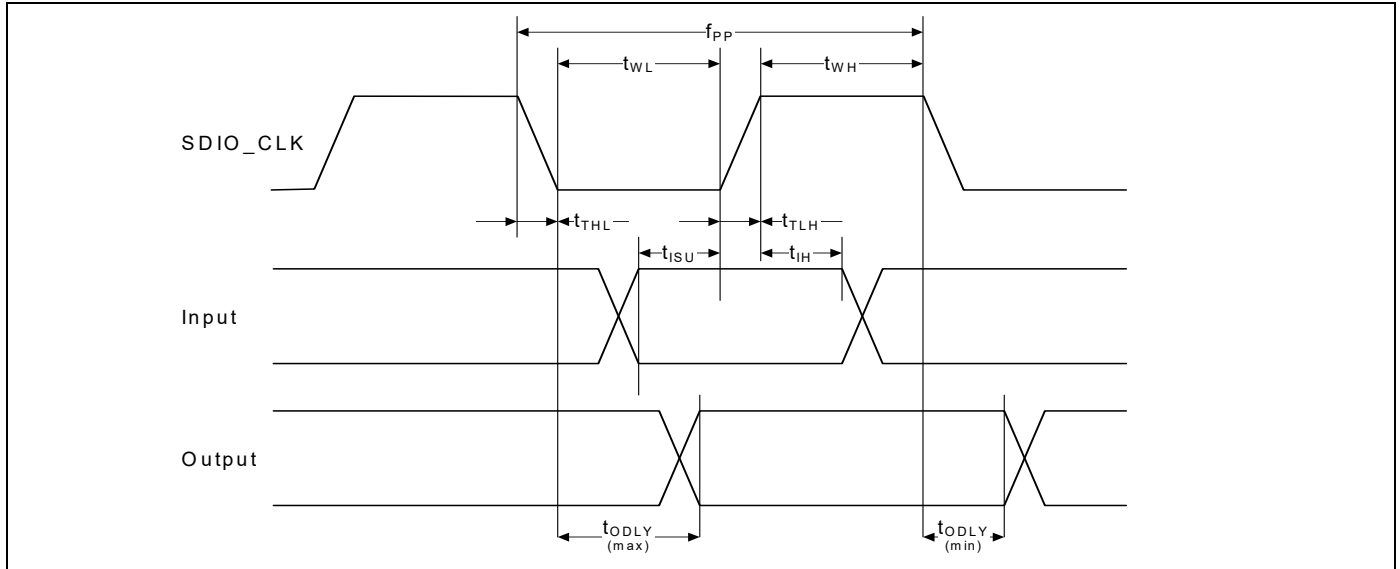 fPP
tWL
tWH
SDIO_CLK
tTHL
tTLH
tISU
tIH
Input
Output
tODLY
(max)
tODLY
(min)